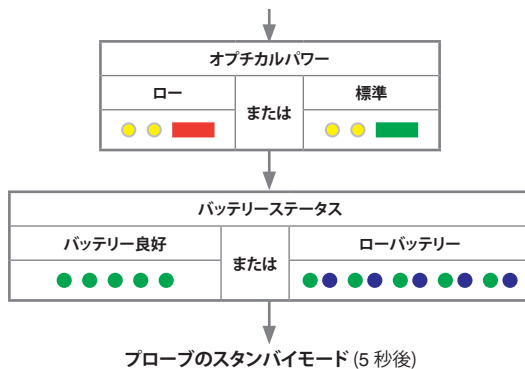 オプチカルパワー
ロー
または
標準
バッテリーステータス
バッテリー良好
または
ローバッテリー
プローブのスタンバイモード (5 秒後)